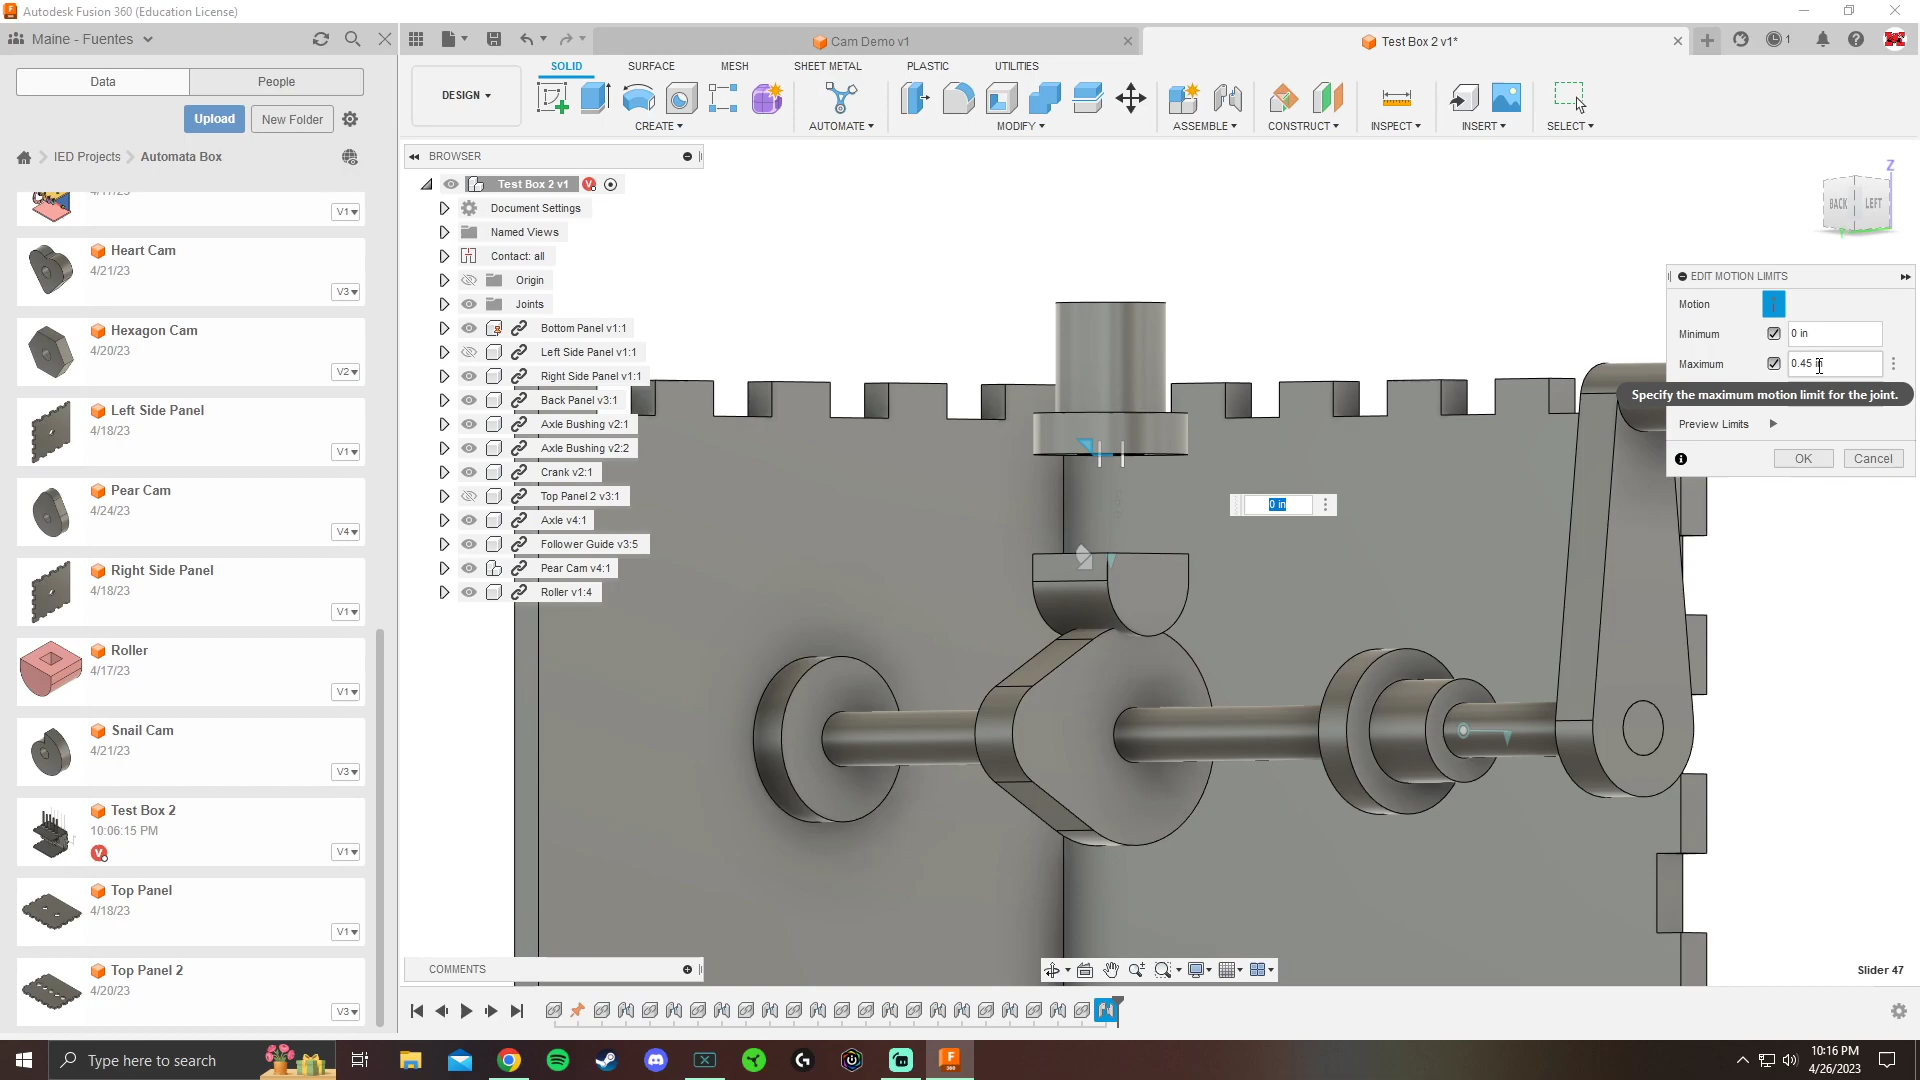 Autodesk Fusion 360 (Education License)
Maine - Fuentes
Cam Demo v1
Test Box 2 v1*
1
Data
People
SOLID
SURFACE
MESH
SHEET METAL
PLASTIC
UTILITIES
DESIGN
Upload
New Folder
CREATE
AUTOMATE
MODIFY
ASSEMBLE
CONSTRUCT
INSPECT
INSERT
SELECT
IED Projects
Automata Box
BROWSER
Test Box 2 v1
Document Settings
Named Views
Contact: all
Origin
Joints
Bottom Panel v1:1
Left Side Panel v1:1
Right Side Panel v1:1
Back Panel v3:1
Axle Bushing v2:1
Axle Bushing v2:2
Crank v2:1
Top Panel 2 v3:1
Axle v4:1
Follower Guide v3:5
Pear Cam v4:1
Roller v1:4
V1
Heart Cam
4/21/23
V3
Hexagon Cam
4/20/23
V2
Left Side Panel
4/18/23
V1
Pear Cam
4/24/23
V4
Right Side Panel
4/18/23
V1
Roller
4/17/23
V1
Snail Cam
4/21/23
V3
Test Box 2
10:06:15 PM
V1
Top Panel
4/18/23
V1
Top Panel 2
4/20/23
V3
Z
BACK
LEFT
EDIT MOTION LIMITS
Motion
Minimum
0 in
Maximum
0.45 in
Specify the maximum motion limit for the joint.
Preview Limits
OK
Cancel
0 in
COMMENTS
Slider 47
Type here to search
10:16 PM
4/26/2023